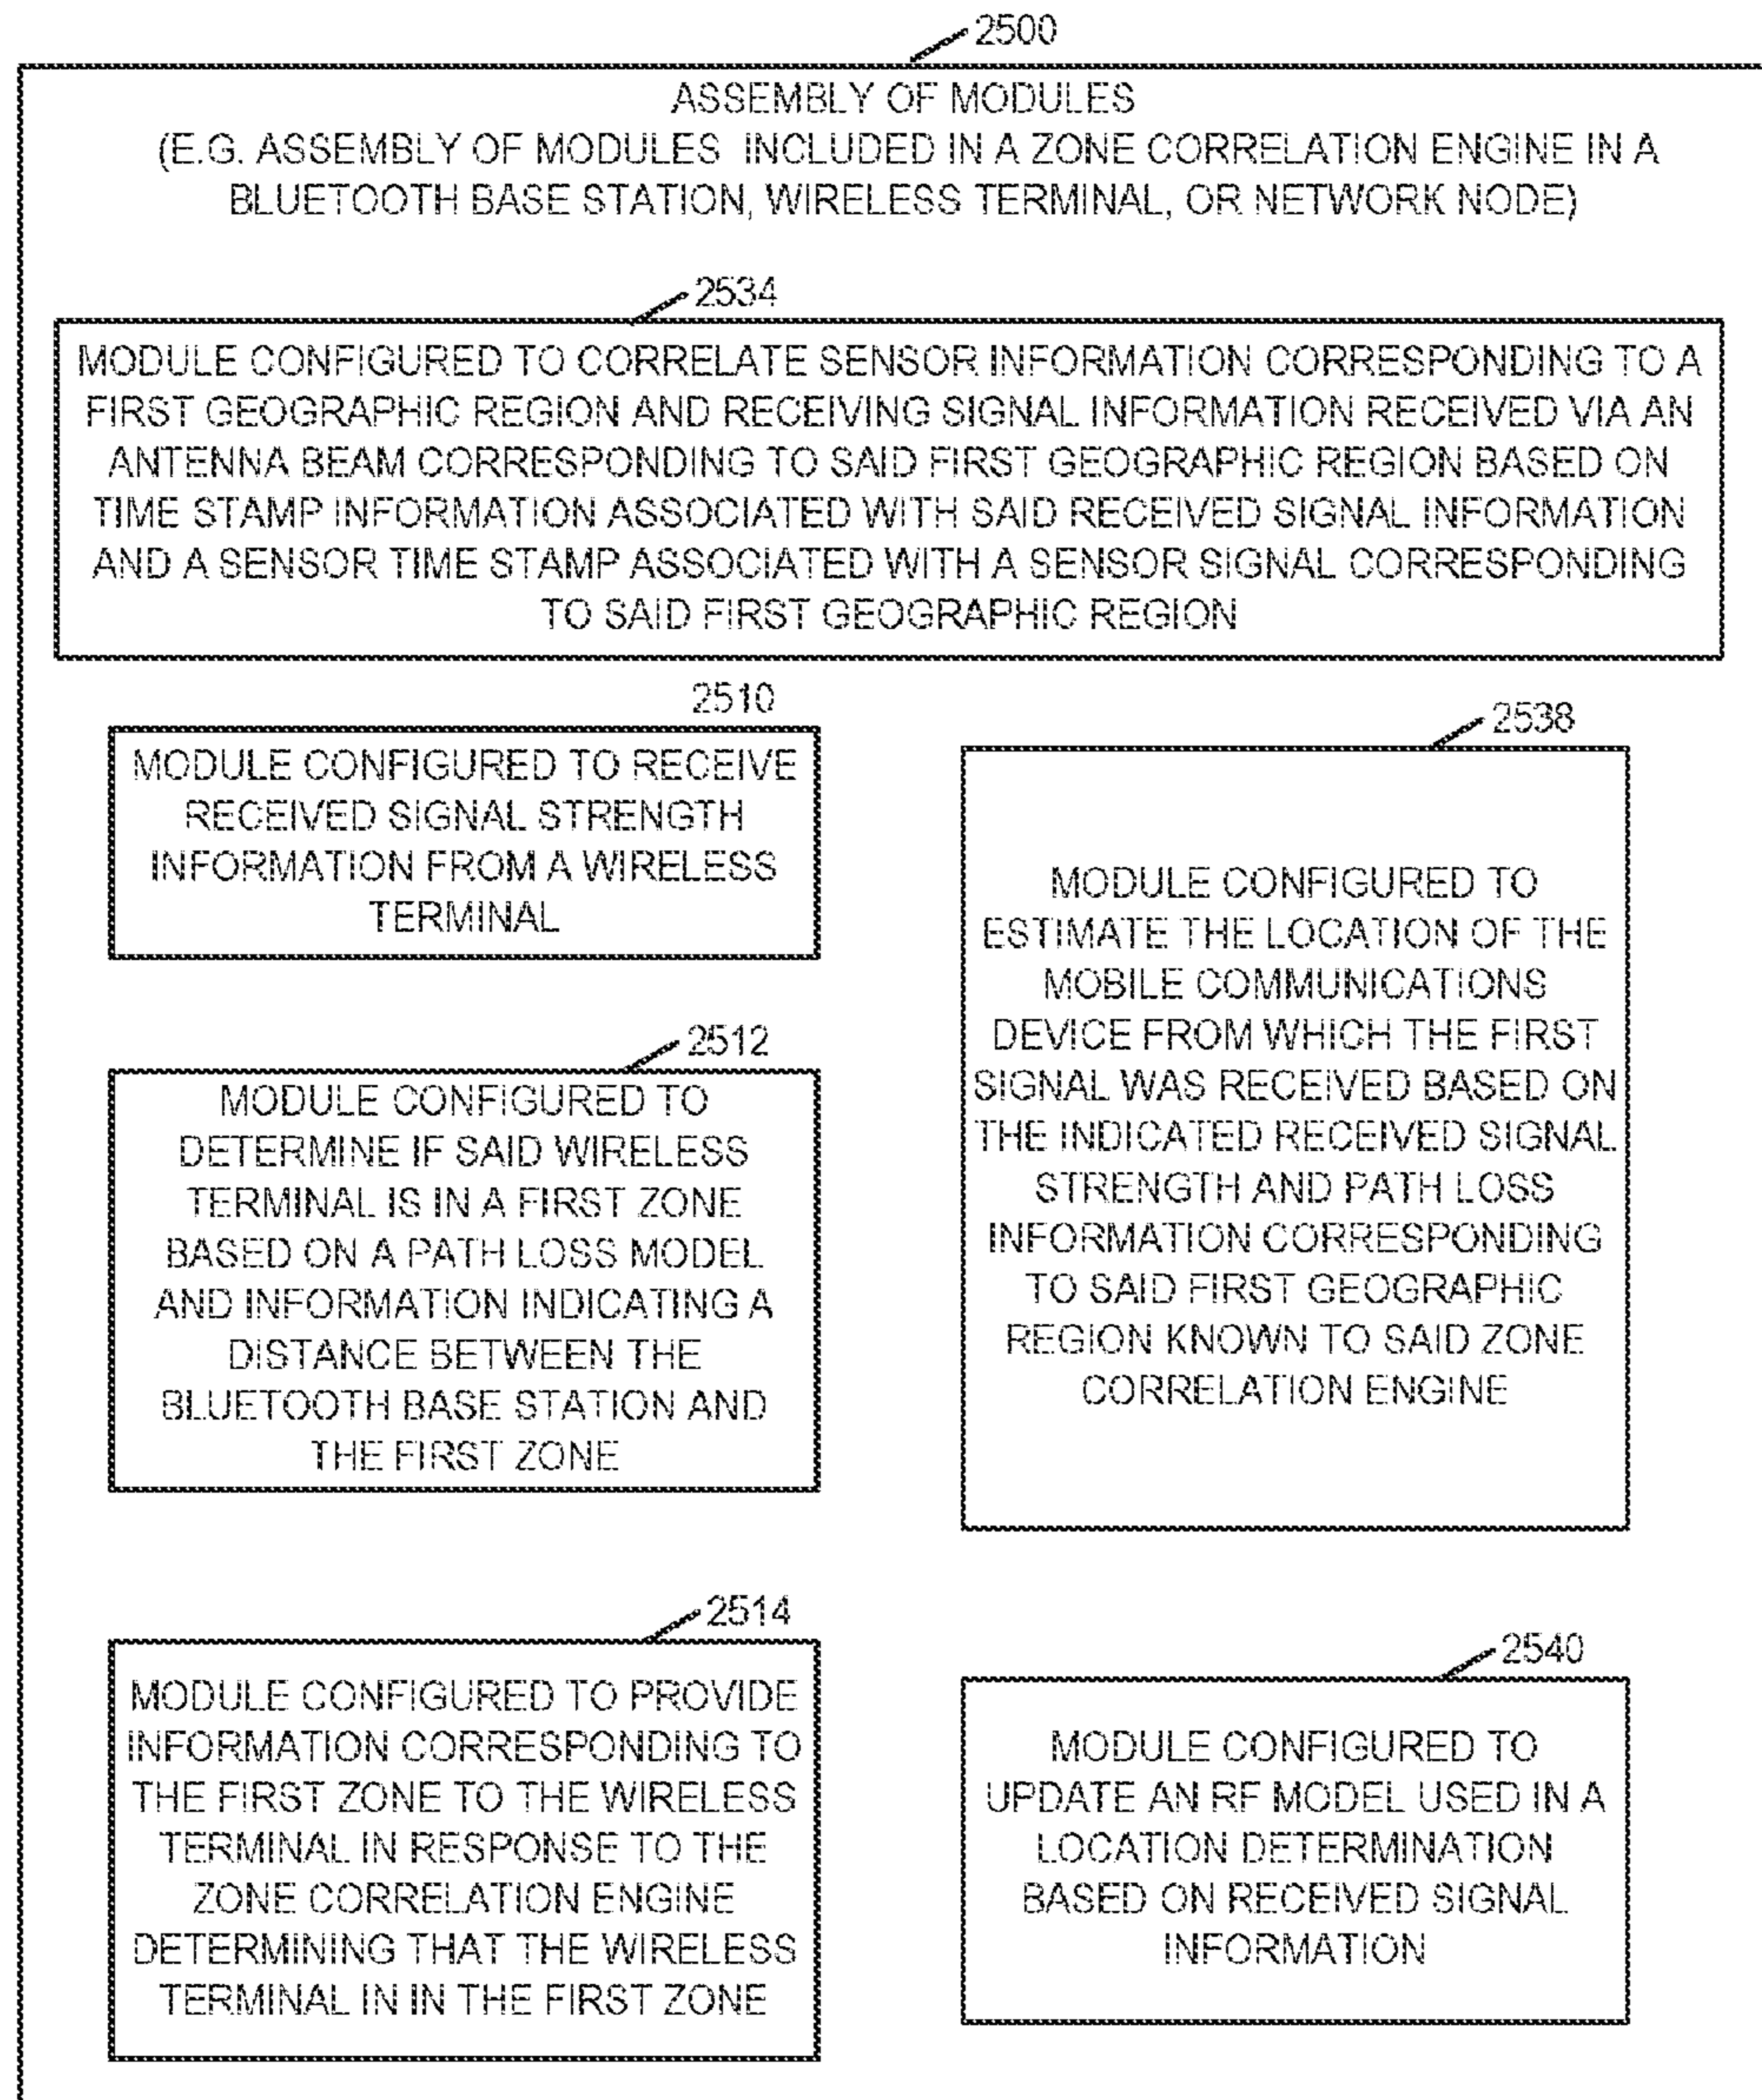 2500
ASSEMBLY OF MODULES
(E.G. ASSEMBLY OF MODULES INCLUDED IN A ZONE CORRELATION ENGINE IN A
BLUETOOTH BASE STATION, WIRELESS TERMINAL, OR NETWORK NODE)
2534
MODULE CONFIGURED TO CORRELATE SENSOR INFORMATION CORRESPONDING TO A
FIRST GEOGRAPHIC REGION AND RECEIVING SIGNAL INFORMATION RECEIVED VIA AN
ANTENNA BEAM CORRESPONDING TO SAID FIRST GEOGRAPHIC REGION BASED ON
TIME STAMP INFORMATION ASSOCIATED WITH SAID RECEIVED SIGNAL INFORMATION
AND A SENSOR TIME STAMP ASSOCIATED WITH A SENSOR SIGNAL CORRESPONDING
TO SAID FIRST GEOGRAPHIC REGION
2510
MODULE CONFIGURED TO RECEIVE
RECEIVED SIGNAL STRENGTH
INFORMATION FROM A WIRELESS
TERMINAL
2512
MODULE CONFIGURED TO
DETERMINE IF SAID WIRELESS
TERMINAL IS IN A FIRST ZONE
BASED ON A PATH LOSS MODEL
AND INFORMATION INDICATING A
DISTANCE BETWEEN THE
BLUETOOTH BASE STATION AND
THE FIRST ZONE
2514
MODULE CONFIGURED TO PROVIDE
INFORMATION CORRESPONDING TO
THE FIRST ZONE TO THE WIRELESS
TERMINAL IN RESPONSE TO THE
ZONE CORRELATION ENGINE
DETERMINING THAT THE WIRELESS
TERMINAL IN IN THE FIRST ZONE
2538
MODULE CONFIGURED TO
ESTIMATE THE LOCATION OF THE
MOBILE COMMUNICATIONS
DEVICE FROM WHICH THE FIRST
SIGNAL WAS RECEIVED BASED ON
THE INDICATED RECEIVED SIGNAL
STRENGTH AND PATH LOSS
INFORMATION CORRESPONDING
TO SAID FIRST GEOGRAPHIC
REGION KNOWN TO SAID ZONE
CORRELATION ENGINE
2540
MODULE CONFIGURED TO
UPDATE AN RF MODEL USED IN A
LOCATION DETERMINATION
BASED ON RECEIVED SIGNAL
INFORMATION